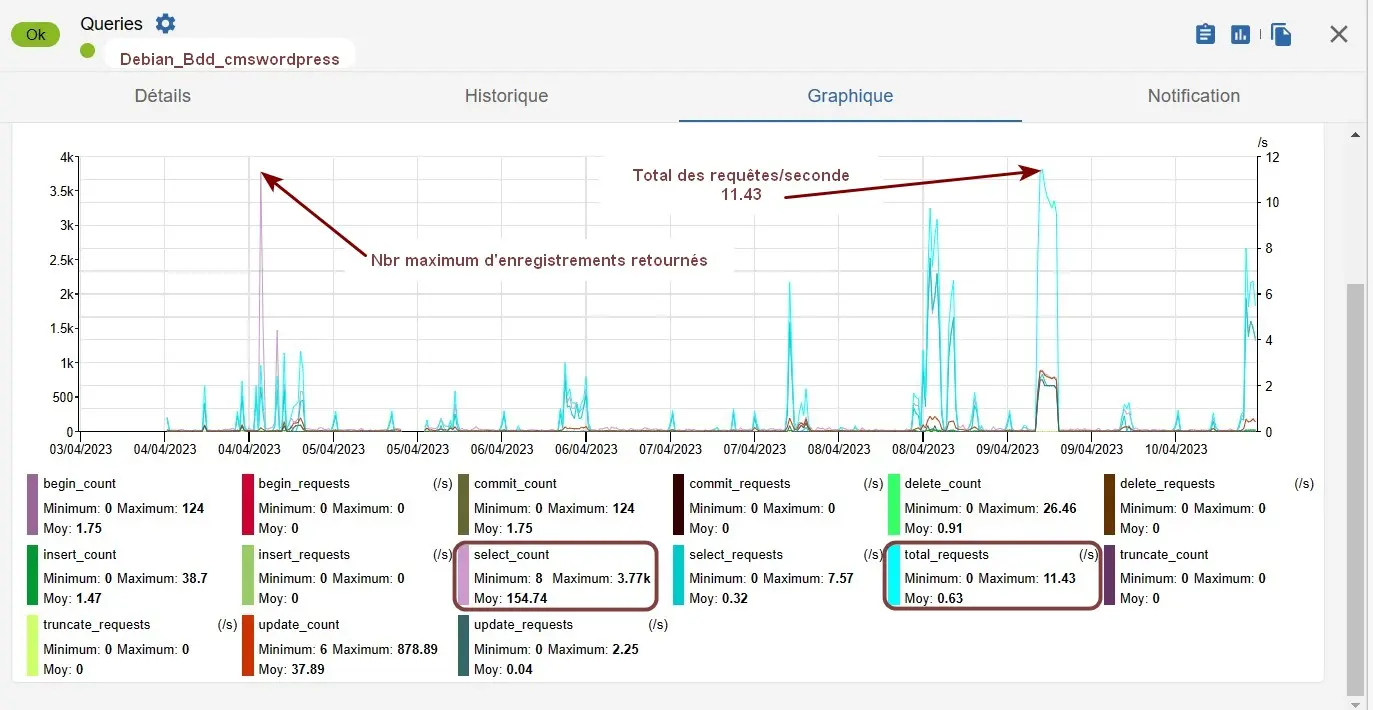 Ok
Queries
Debian_Bdd_cmswordpress
Détails Historique Graphique Notification
/s
4k 12
Total des requêtes/seconde
11.43
3.5k
10
3k
Nbr maximum d'enregistrements retournés
8
2.5k
2k 6
1.5k
4
1k
2
500
0 0
03/04/2023 04/04/2023 04/04/2023 05/04/2023 05/04/2023 06/04/2023 06/04/2023 07/04/2023 07/04/2023 08/04/2023 08/04/2023 09/04/2023 09/04/2023 10/04/2023
begin_count begin_requests (/s) commit_count commit_requests (/s) delete_count delete_requests (/s)
Minimum: 0 Maximum: 124 Minimum: 0 Maximum: 0 Minimum: 0 Maximum: 124 Minimum: 0 Maximum: 0 Minimum: 0 Maximum: 26.46 Minimum: 0 Maximum: 0
Moy: 1.75 Moy: 0 Moy: 1.75 Moy: 0 Moy: 0.91 Moy: 0
insert_count insert_requests (/s) select_count select_requests (/s) total_requests (/s) truncate_count
Minimum: 0 Maximum: 38.7 Minimum: 0 Maximum: 0 Minimum: 8 Maximum: 3.77k Minimum: 0 Maximum: 7.57 Minimum: 0 Maximum: 11.43 Minimum: 0 Maximum: 0
Moy: 1.47 Moy: 0 Moy: 154.74 Moy: 0.32 Moy: 0.63 Moy: 0
truncate_requests (/s) update_count update_requests (/s)
Minimum: 0 Maximum: 0 Minimum: 6 Maximum: 878.89 Minimum: 0 Maximum: 2.25
Moy: 0 Moy: 37.89 Moy: 0.04